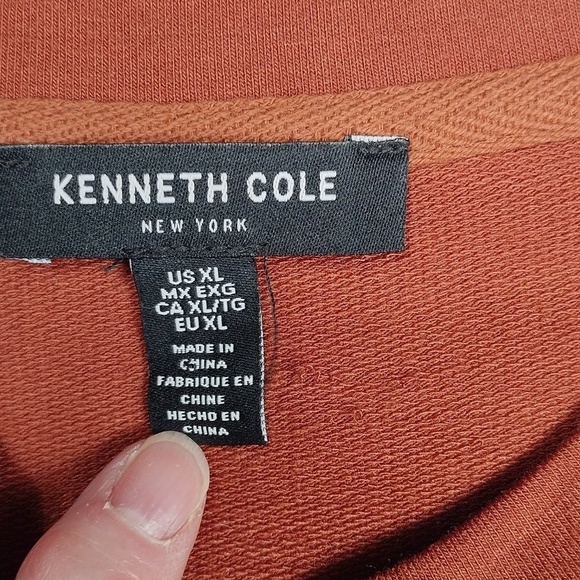 KENNETH COLE
NEW YORK
US XL
MX EXG
CA XL/TG
EU XL
MADE IN
CHINA
FABRIQUE EN
CHINE
HECHO EN
CHINA